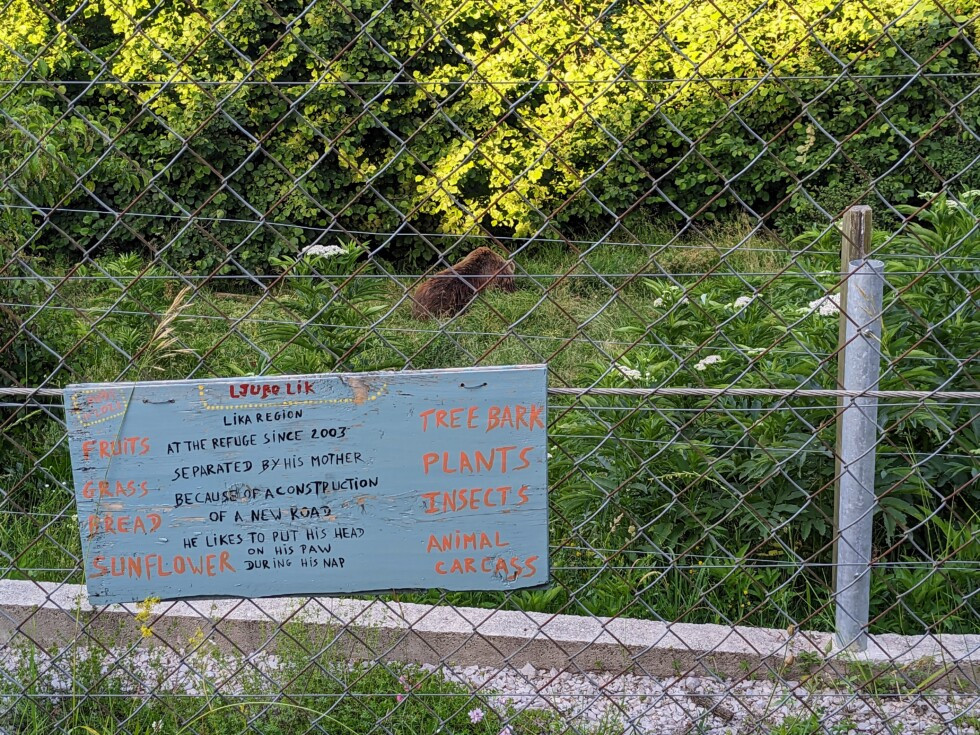 LJUBO LIK
LIKA REGION
AT THE REFUGE SINCE 2003
SEPARATED BY HIS MOTHER
BECAUSE OF A CONSTRUCTION
OF A NEW ROAD
HE LIKES TO PUT HIS HEAD
ON HIS PAW
DURING HIS NAP
FRUITS
GRASS
BREAD
SUNFLOWER
TREE BARK
PLANTS
INSECTS
ANIMAL
CARCASS